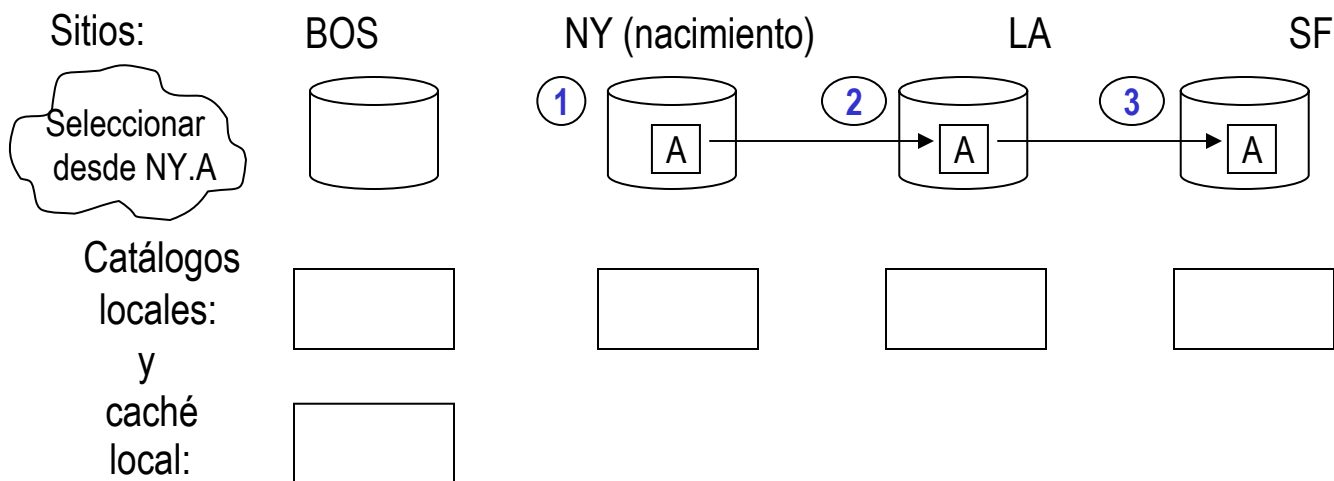 Sitios:
BOS
NY (nacimiento)
LA
SF
Seleccionar
desde NY.A
1
A
2
A
3
A
Catálogos
locales:
y
caché
local: